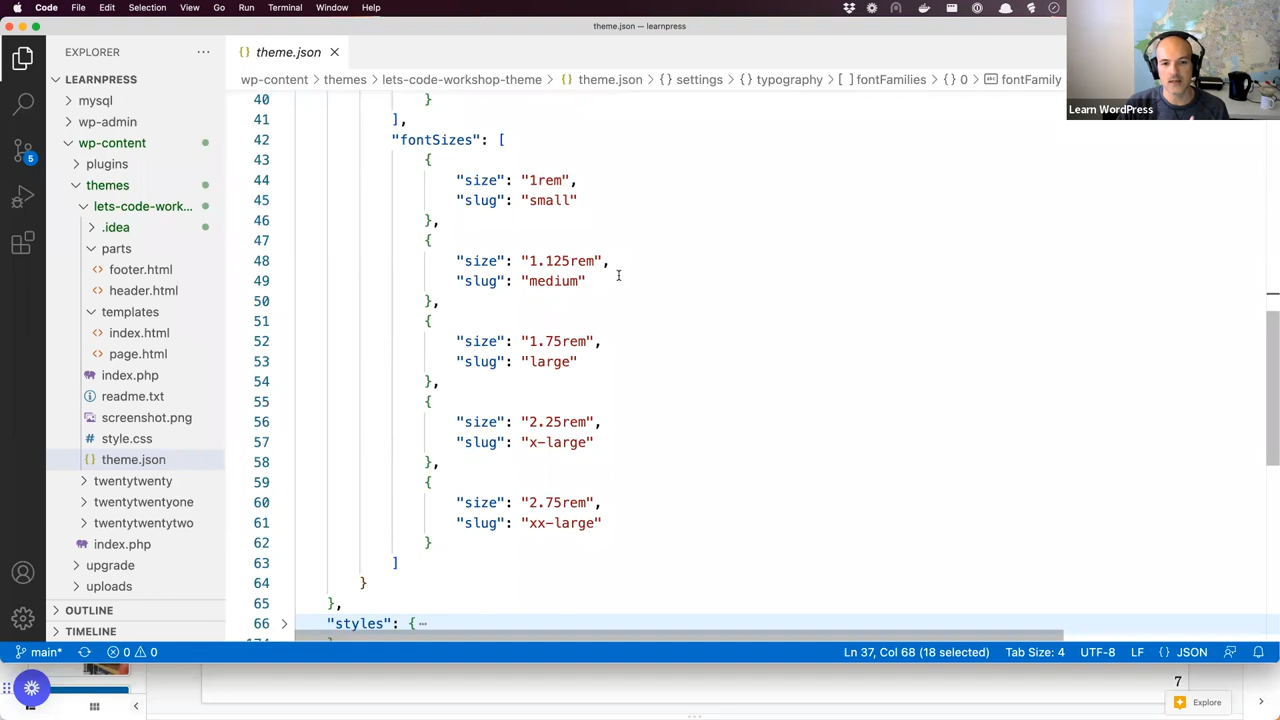 Code File Edit Selection View Go Run Terminal Window Help
theme.json — learnpress
EXPLORER
theme.json
LEARNPRESS
wp-content themes lets-code-workshop-theme theme.json settings typography fontFamilies 0 fontFamily
Learn WordPress
mysql
wp-admin
wp-content
plugins
themes
lets-code-work...
.idea
parts
footer.html
header.html
templates
index.html
page.html
index.php
readme.txt
screenshot.png
style.css
theme.json
twentytwenty
twentytwentyone
twentytwentytwo
index.php
upgrade
uploads
OUTLINE
TIMELINE
40 }
41 ],
42 "fontSizes": [
43 {
44 "size": "1rem",
45 "slug": "small"
46 },
47 {
48 "size": "1.125rem",
49 "slug": "medium"
50 },
51 {
52 "size": "1.75rem",
53 "slug": "large"
54 },
55 {
56 "size": "2.25rem",
57 "slug": "x-large"
58 },
59 {
60 "size": "2.75rem",
61 "slug": "xx-large"
62 }
63 ]
64 }
65 },
66 "styles": {
5
main* 0 0 Ln 37, Col 68 (18 selected) Tab Size: 4 UTF-8 LF {} JSON
7
Explore